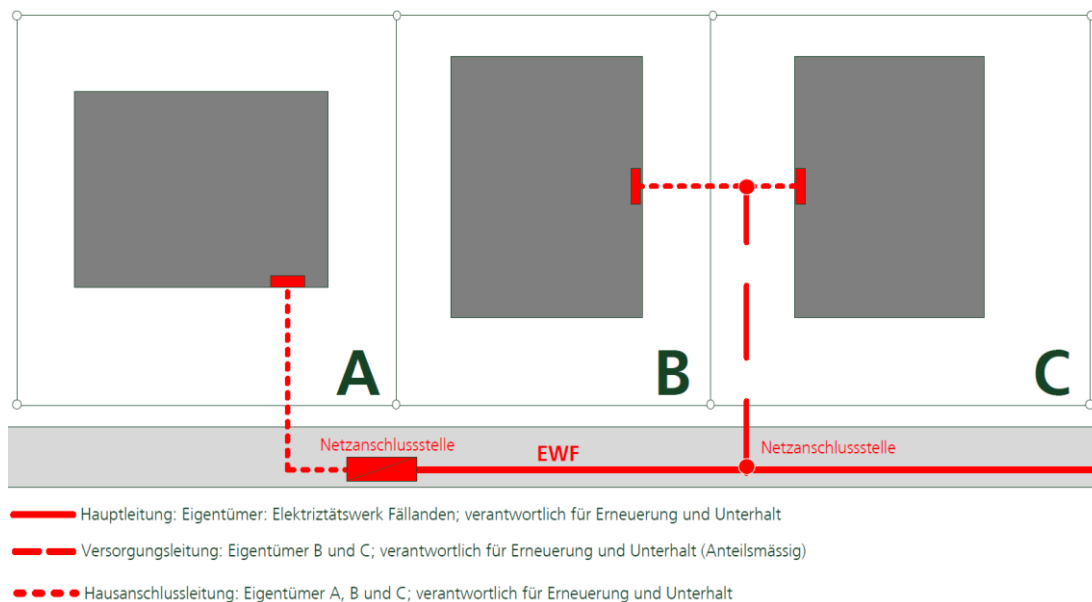 A
B
C
Netzanschlussstelle
EWF
Netzanschlussstelle
Hauptleitung: Eigentümer: Elektriztätswerk Fällanden; verantwortlich für Erneuerung und Unterhalt
Versorgungsleitung: Eigentümer B und C; verantwortlich für Erneuerung und Unterhalt (Anteilsmässig)
Hausanschlussleitung: Eigentümer A, B und C; verantwortlich für Erneuerung und Unterhalt